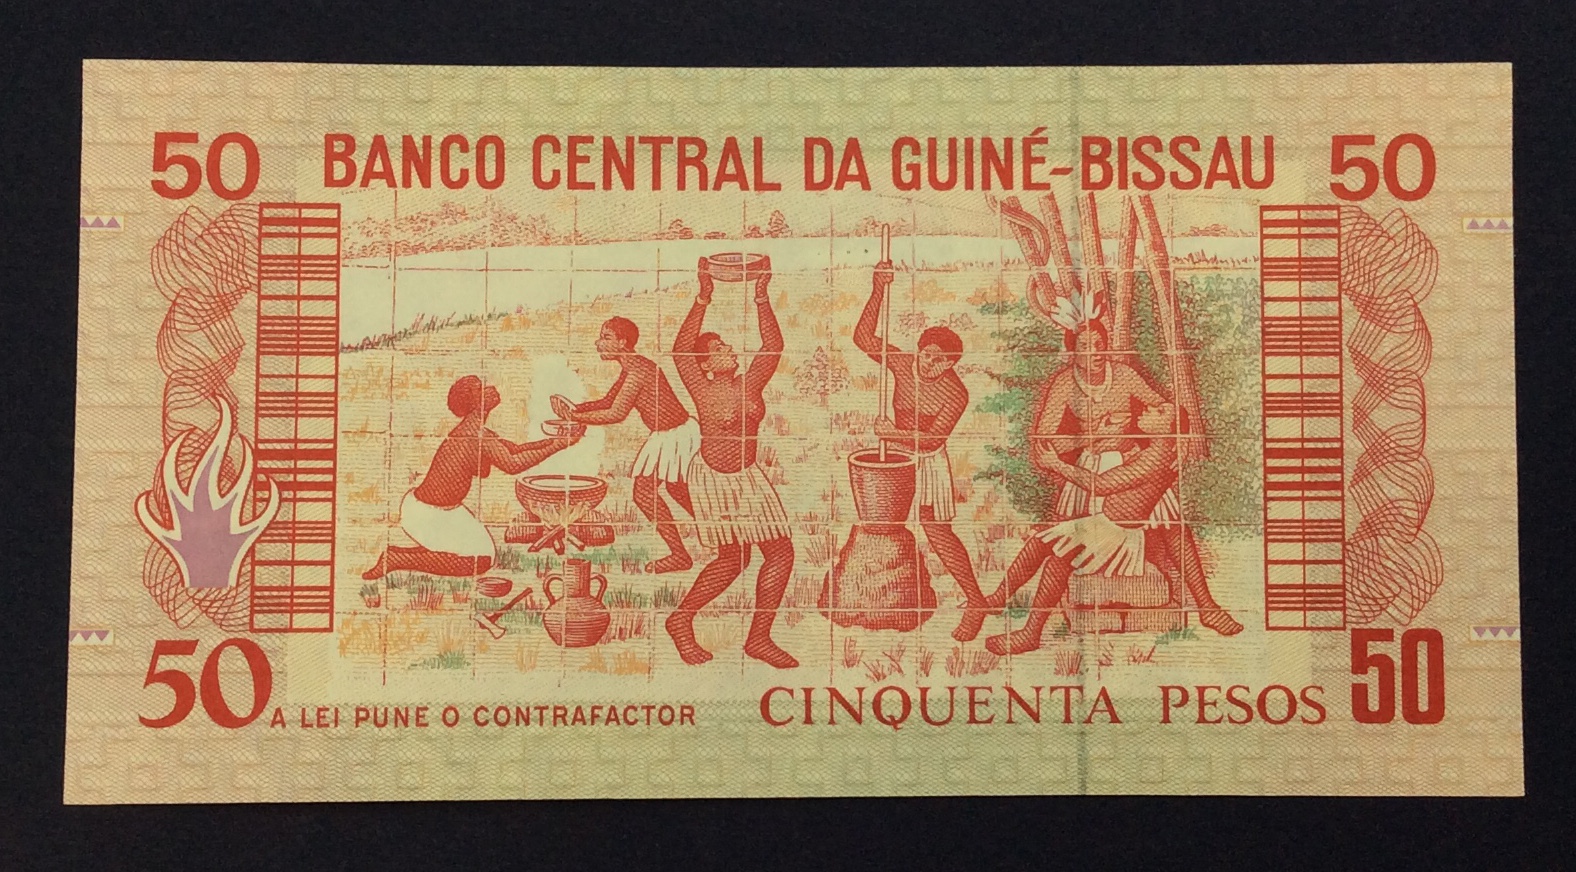 50 BANCO CENTRAL DA GUINÉ-BISSAU 50
50 A LEI PUNE O CONTRAFACTOR CINQUENTA PESOS 50